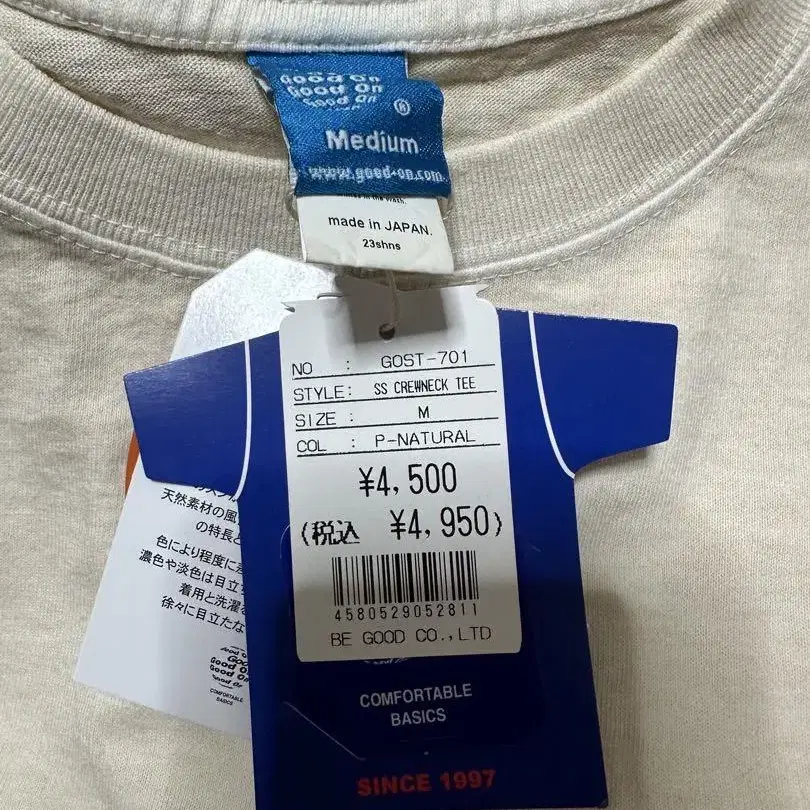 Good On
Good On
Good On
®
Medium
www.good-on.com
made in JAPAN.
23shns
NO : GOST-701
STYLE: SS CREWNECK TEE
SIZE : M
COL : P-NATURAL
¥4,500
(税込 ¥4,950)
4580529052811
BE GOOD CO.,LTD
COMFORTABLE
BASICS
SINCE 1997
天然素材の風
の特長と
色により程度に差
濃色や淡色は目立
着用と洗濯
徐々に目立たな
Good On
Good On
Good On
Good On
COMFORTABLE
BASICS